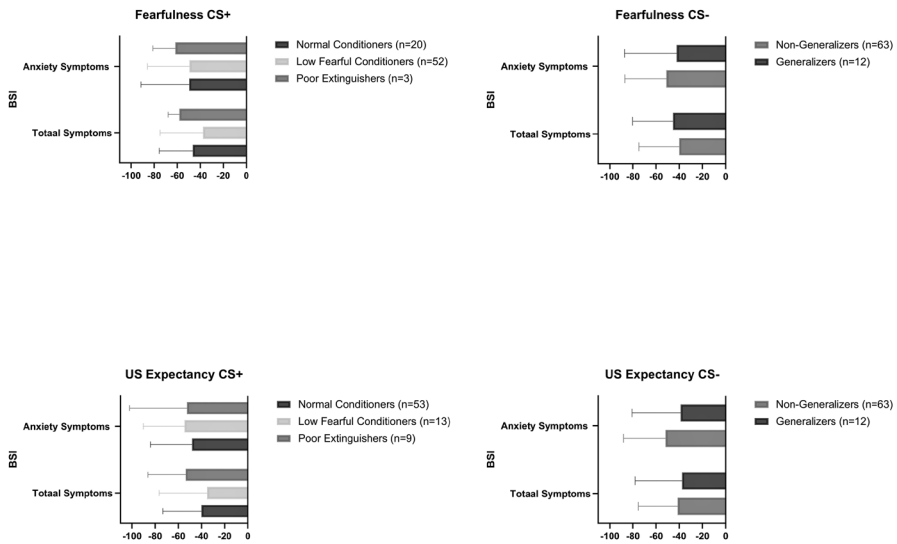 Fearfulness CS+
BSI
Anxiety Symptoms
Totaal Symptoms
-100 -80 -60 -40 -20 0
Normal Conditioners (n=20)
Low Fearful Conditioners (n=52)
Poor Extinguishers (n=3)
Fearfulness CS-
BSI
Anxiety Symptoms
Totaal Symptoms
-100 -80 -60 -40 -20 0
Non-Generalizers (n=63)
Generalizers (n=12)
US Expectancy CS+
BSI
Anxiety Symptoms
Totaal Symptoms
-100 -80 -60 -40 -20 0
Normal Conditioners (n=53)
Low Fearful Conditioners (n=13)
Poor Extinguishers (n=9)
US Expectancy CS-
BSI
Anxiety Symptoms
Totaal Symptoms
-100 -80 -60 -40 -20 0
Non-Generalizers (n=63)
Generalizers (n=12)